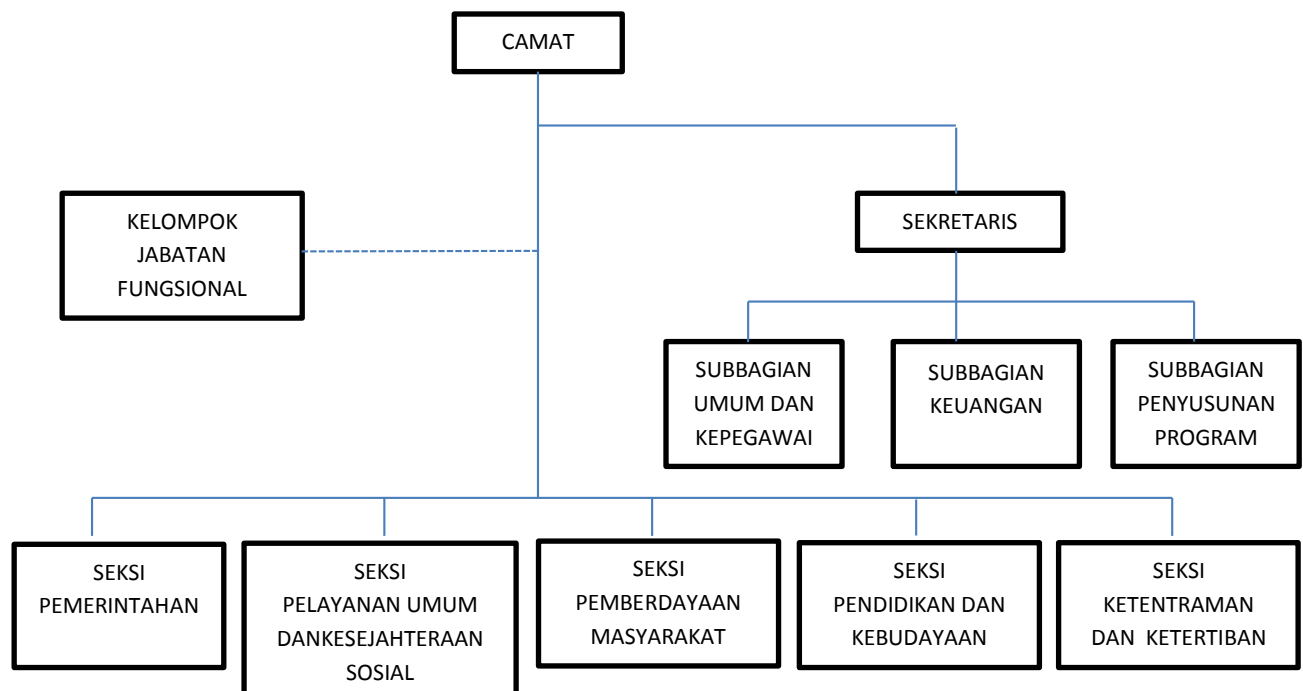 CAMAT
KELOMPOK
JABATAN
FUNGSIONAL
SEKRETARIS
SUBBAGIAN
UMUM DAN
KEPEGAWAI
SUBBAGIAN
KEUANGAN
SUBBAGIAN
PENYUSUNAN
PROGRAM
SEKSI
PEMERINTAHAN
SEKSI
PELAYANAN UMUM
DANKESEJAHTERAAN
SOSIAL
SEKSI
PEMBERDAYAAN
MASYARAKAT
SEKSI
PENDIDIKAN DAN
KEBUDAYAAN
SEKSI
KETENTRAMAN
DAN  KETERTIBAN